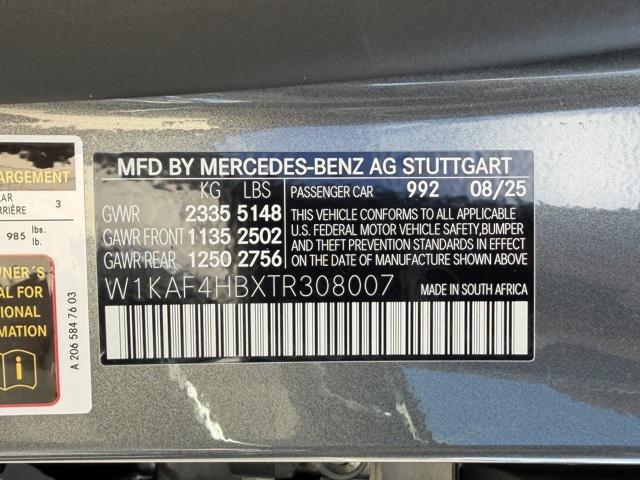 ARGEMENT
3
985 lbs.
lb.
A 206 584 76 03
MFD BY MERCEDES-BENZ AG STUTTGART
KG LBS PASSENGER CAR 992 08/25
GVWR 2335 5148
GAWR FRONT 1135 2502
GAWR REAR 1250 2756
THIS VEHICLE CONFORMS TO ALL APPLICABLE
U.S. FEDERAL MOTOR VEHICLE SAFETY,BUMPER
AND THEFT PREVENTION STANDARDS IN EFFECT
ON THE DATE OF MANUFACTURE SHOWN ABOVE.
W1KAF4HBXTR308007 MADE IN SOUTH AFRICA
LAR
RRIÈRE
NER´S
AL FOR
TIONAL
RMATION